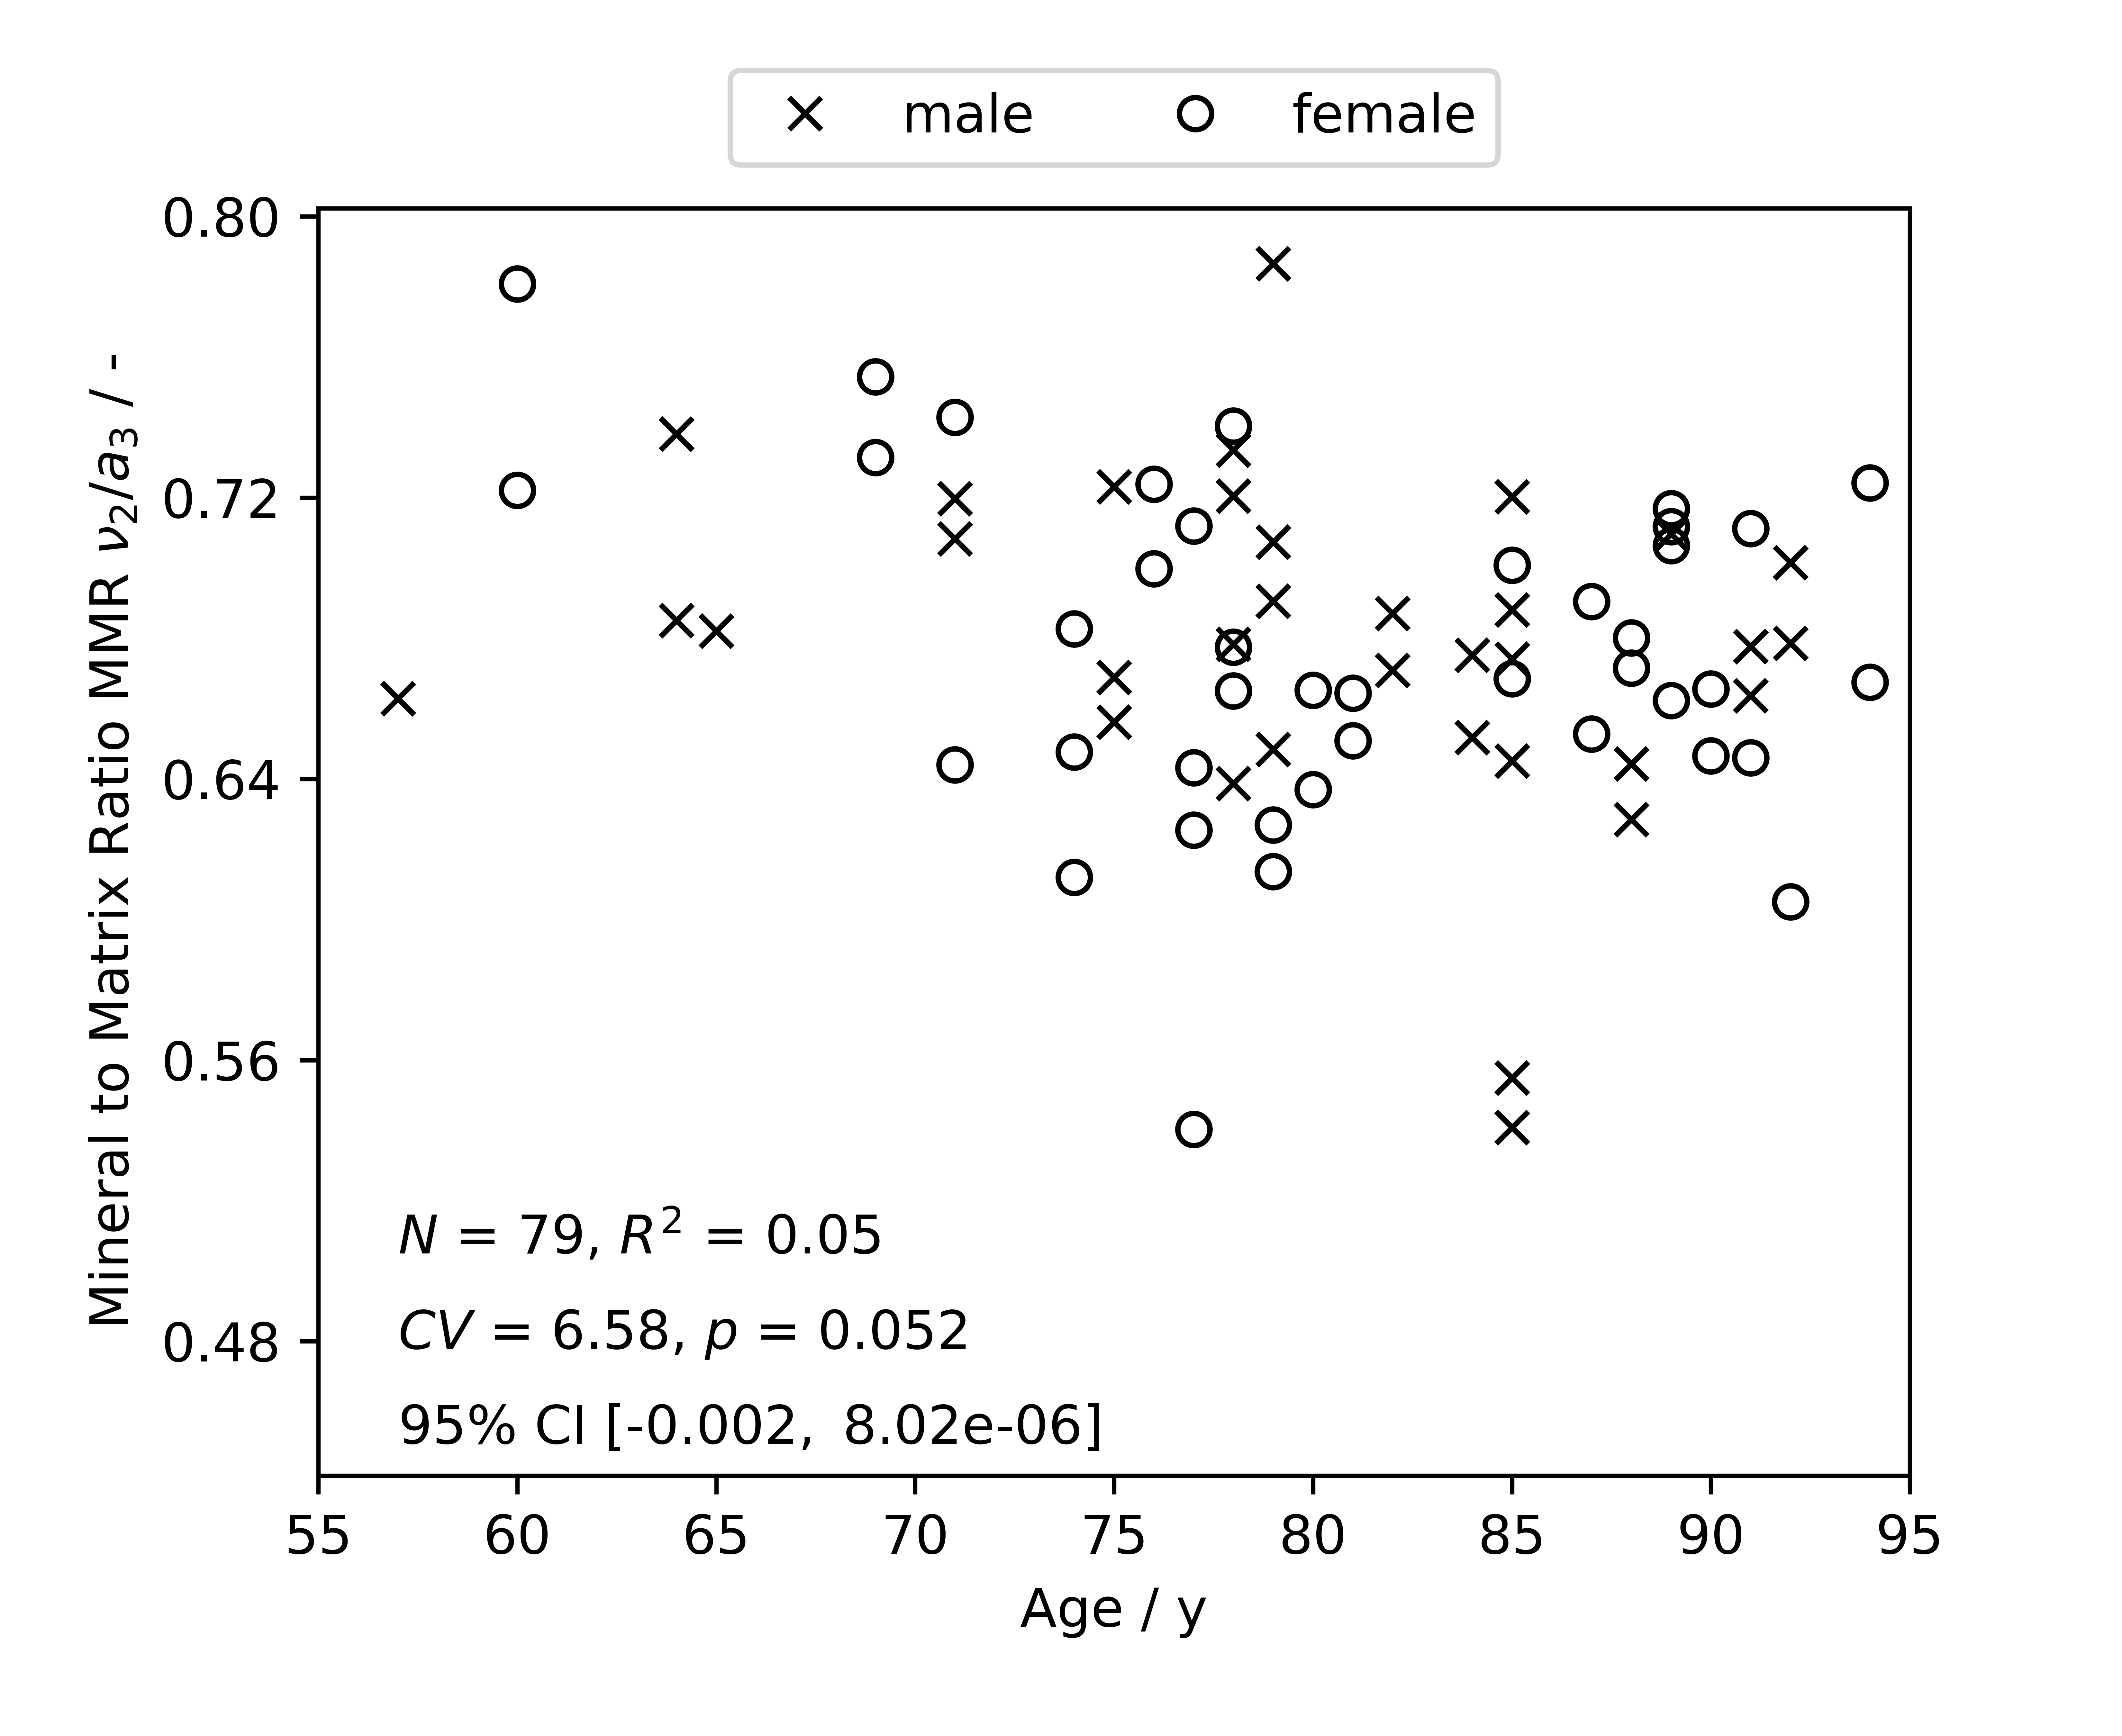 male female
0.80
0.72
0.64
0.56
0.48
Mineral to Matrix Ratio MMR ν₂/a₃ / -
N = 79, R² = 0.05
CV = 6.58, p = 0.052
95% CI [-0.002, 8.02e-06]
55 60 65 70 75 80 85 90 95
Age / y